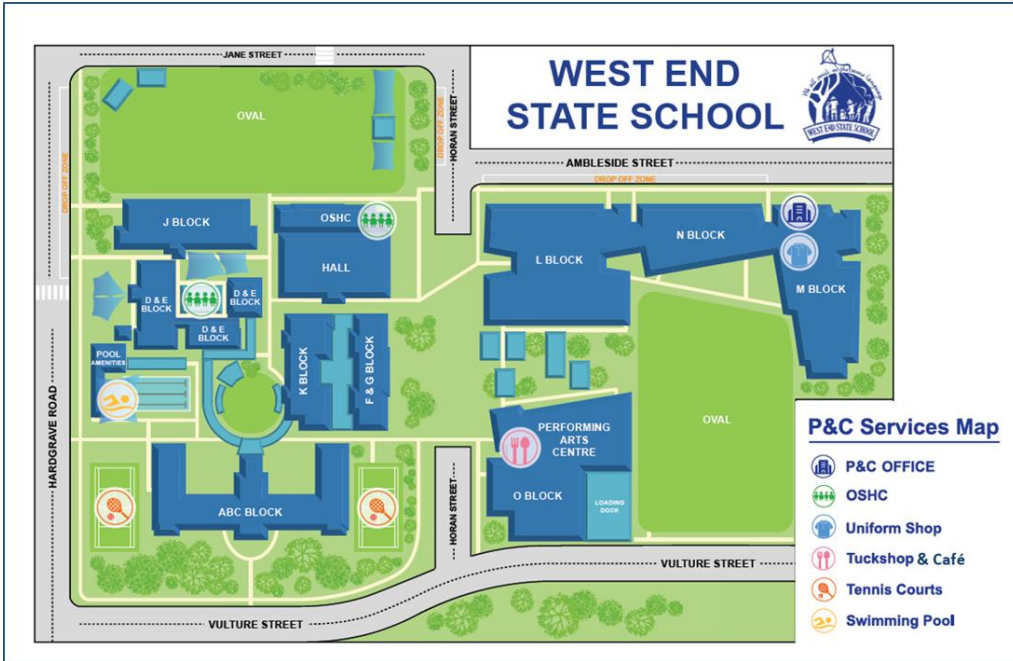 JANE STREET
WEST END
STATE SCHOOL
WEST END STATE SCHOOL
OVAL
HORAN STREET
DROP OFF ZONE
DROP OFF ZONE
AMBLESIDE STREET
DROP OFF ZONE
J BLOCK
OSHC
HALL
L BLOCK
N BLOCK
M BLOCK
D & E
BLOCK
D & E
BLOCK
D & E
BLOCK
POOL
AMENITIES
K BLOCK
F & G BLOCK
HARDGRAVE ROAD
OVAL
PERFORMING
ARTS
CENTRE
O BLOCK
LOADING
DOCK
ABC BLOCK
HORAN STREET
VULTURE STREET
VULTURE STREET
P&C Services Map
P&C OFFICE
OSHC
Uniform Shop
Tuckshop & Café
Tennis Courts
Swimming Pool